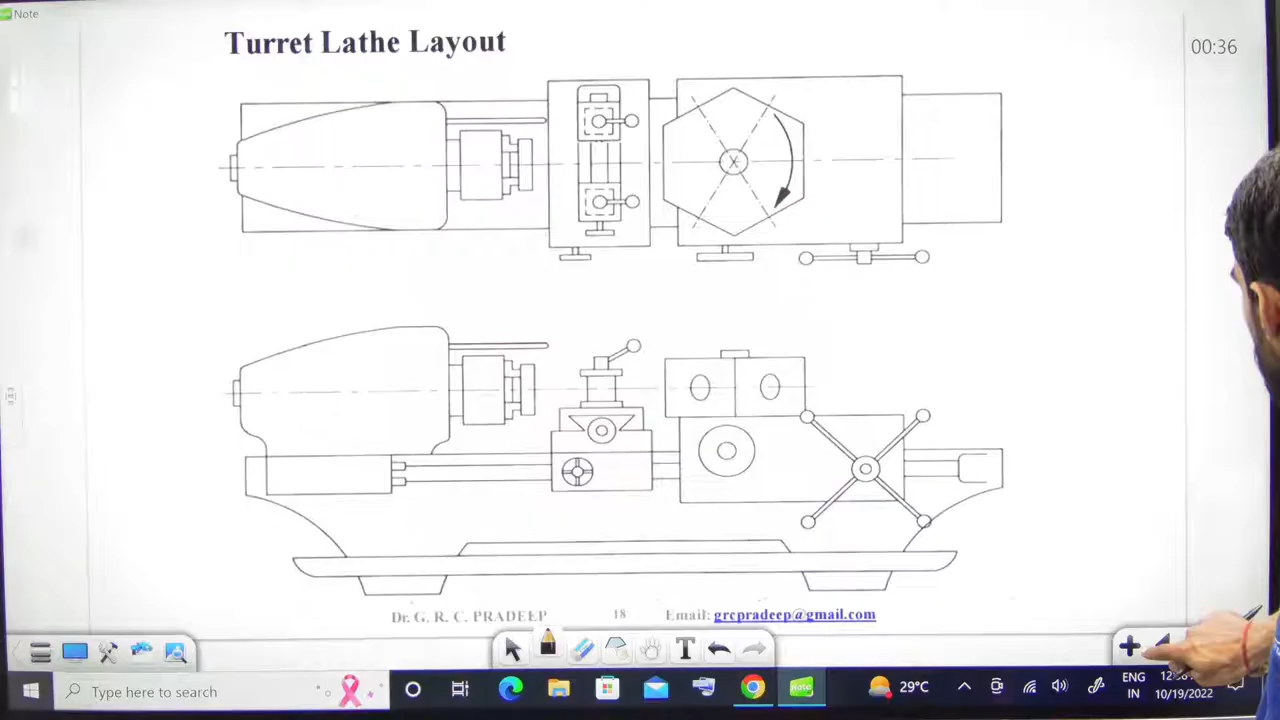 Note
Turret Lathe Layout
00:36
X
Dr. G. R. C. PRADEEP 18 Email: grcpradeep@gmail.com
T
Type here to search
Note
29°C
ENG
IN
10/19/2022